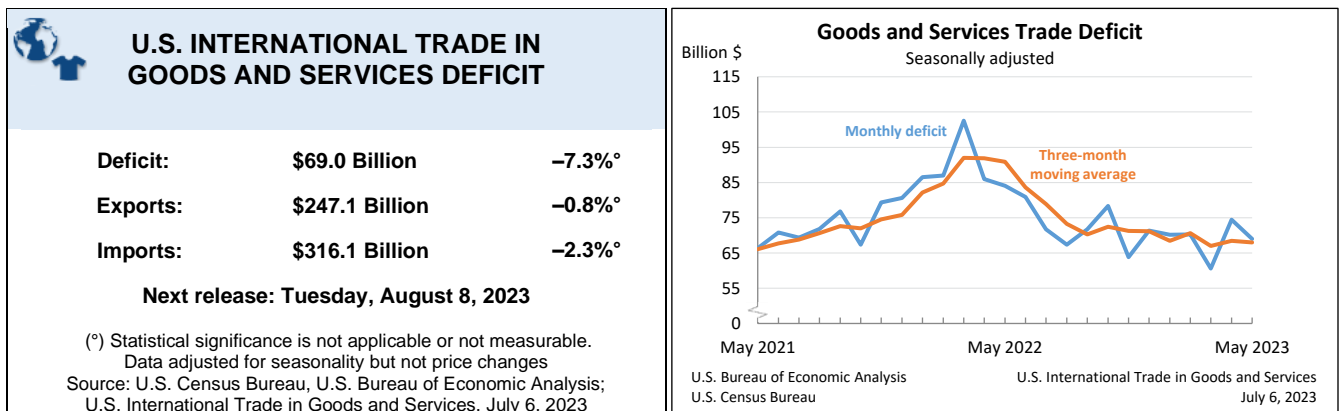 U.S. INTERNATIONAL TRADE IN
GOODS AND SERVICES DEFICIT
Deficit: $69.0 Billion –7.3%°
Exports: $247.1 Billion –0.8%°
Imports: $316.1 Billion –2.3%°
Next release: Tuesday, August 8, 2023
(°) Statistical significance is not applicable or not measurable.
Data adjusted for seasonality but not price changes
Source: U.S. Census Bureau, U.S. Bureau of Economic Analysis;
U.S. International Trade in Goods and Services, July 6, 2023
Goods and Services Trade Deficit
Billion $
Seasonally adjusted
115
105
95
85
75
65
55
0
Monthly deficit
Three-month
moving average
May 2021 May 2022 May 2023
U.S. Bureau of Economic Analysis U.S. International Trade in Goods and Services
U.S. Census Bureau July 6, 2023